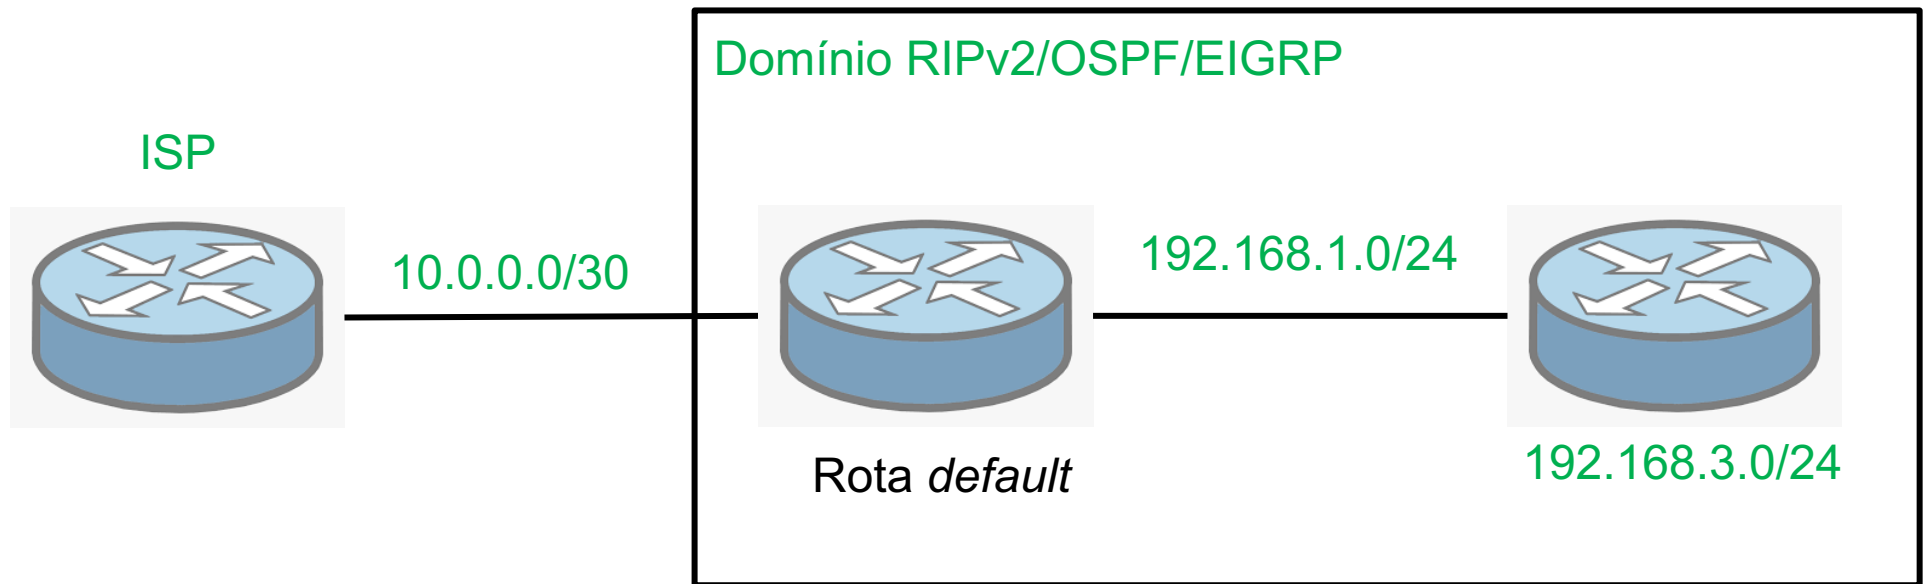 Domínio RIPv2/OSPF/EIGRP
ISP
10.0.0.0/30
192.168.1.0/24
Rota default
192.168.3.0/24